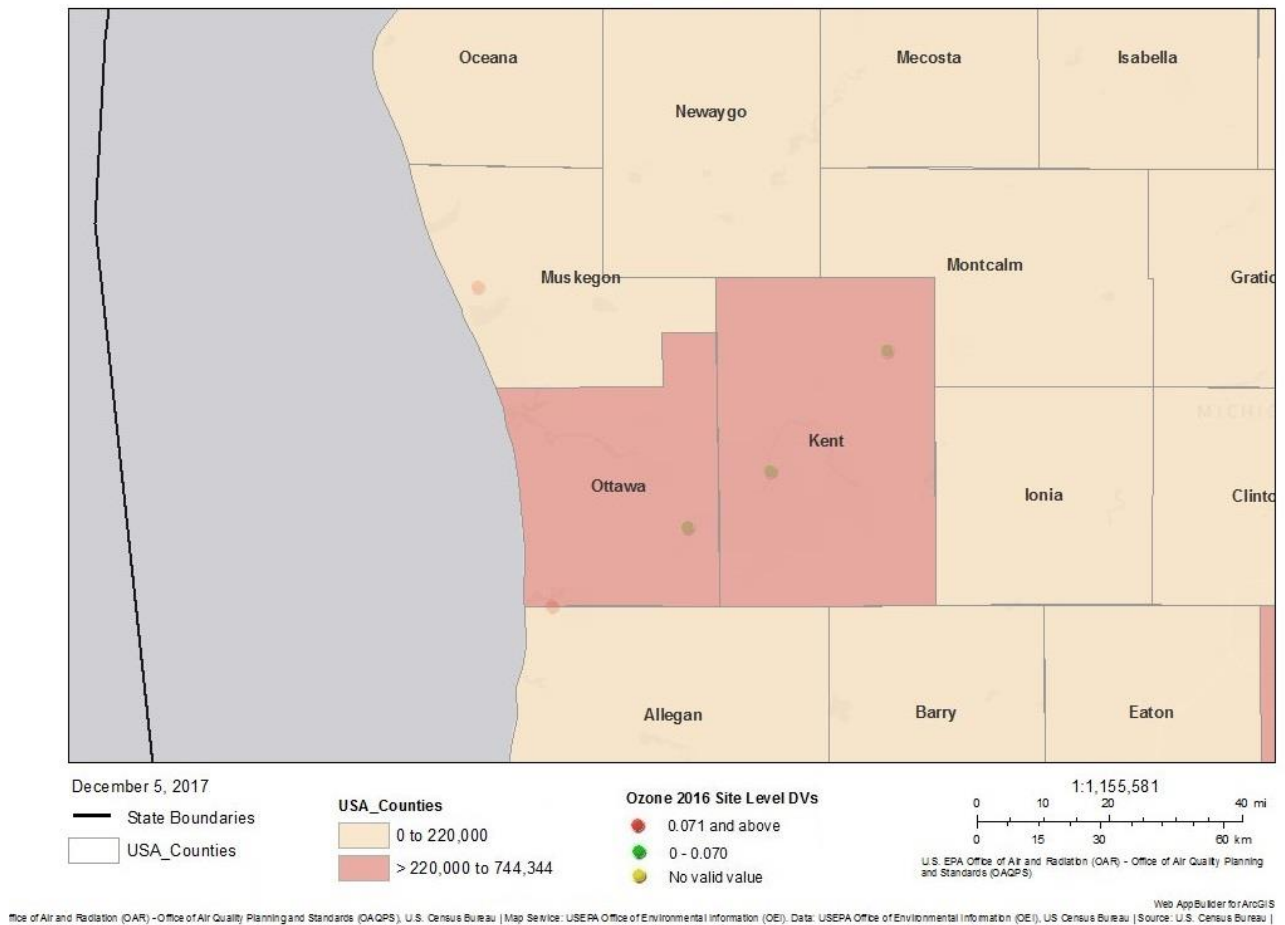 Oceana
Mecosta
Isabella
Newaygo
Muskegon
Montcalm
Gratio
MICHIG
Kent
Ottawa
Ionia
Clinto
Allegan
Barry
Eaton
December 5, 2017
State Boundaries
USA_Counties
USA_Counties
0 to 220,000
> 220,000 to 744,344
Ozone 2016 Site Level DVs
0.071 and above
0 - 0.070
No valid value
1:1,155,581
0 10 20 40 mi
0 15 30 60 km
U.S. EPA Office of Air and Radiation (OAR) - Office of Air Quality Planning
and Standards (OAQPS)
Web AppBuilder for ArcGIS
ffice of Air and Radiation (OAR) - Office of Air Quality Planning and Standards (OAQPS), U.S. Census Bureau | Map Service: USEPA Office of Environmental Information (OEI). Data: USEPA Office of Environmental Information (OEI), US Census Bureau | Source: U.S. Census Bureau |